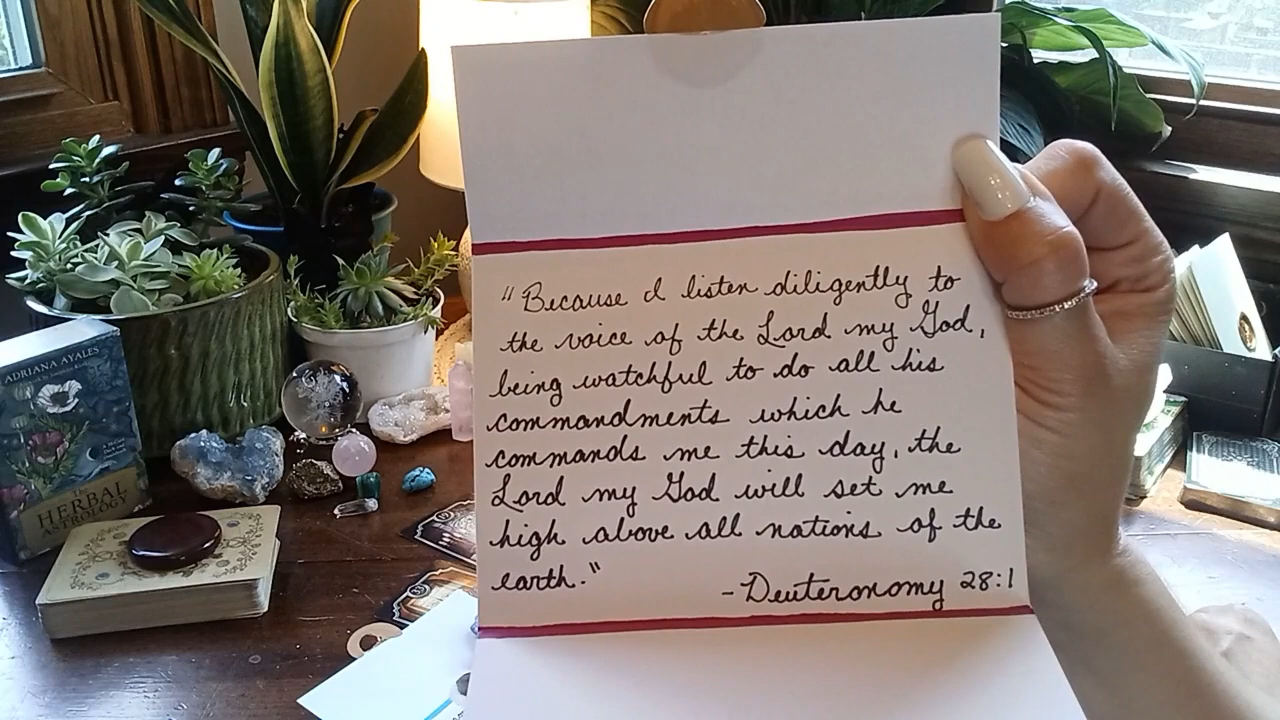 "Because I listen diligently to
the voice of the Lord my God,
being watchful to do all his
commandments which he
commands me this day, the
Lord my God will set me
high above all nations of the
earth."
-Deuteronomy 28:1
ADRIANA AYALES
HERBAL
ASTROLOGY